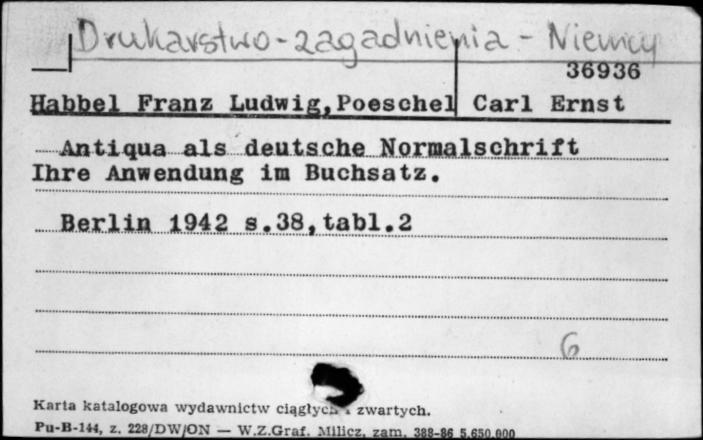 Drukarstwo - zagadnienia - Niemcy
36936
Habbel Franz Ludwig, Poeschel Carl Ernst
Antiqua als deutsche Normalschrift
Ihre Anwendung im Buchsatz.
Berlin 1942 s.38, tabl.2
6
Karta katalogowa wydawnictw ciągłych i zwartych.
Pu-B-144, z. 228/DW/ON — W.Z.Graf. Milicz, zam. 388-86 5.650.000